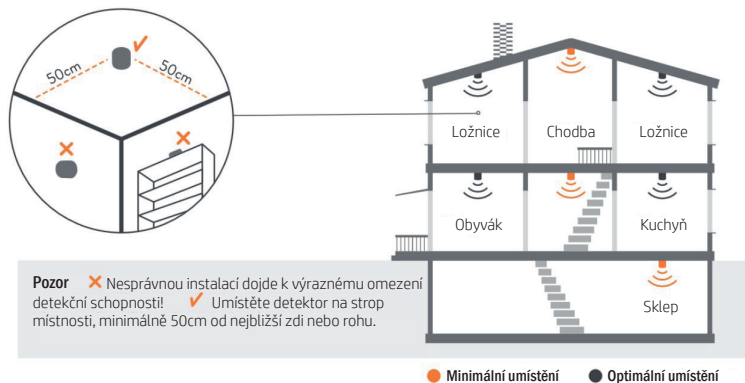 50cm
50cm
Ložnice
Chodba
Ložnice
Obyvák
Kuchyň
Sklep
Pozor Nesprávnou instalací dojde k výraznému omezení
detekční schopnosti! Umístěte detektor na strop
místnosti, minimálně 50cm od nejbližší zdi nebo rohu.
Minimální umístění
Optimální umístění